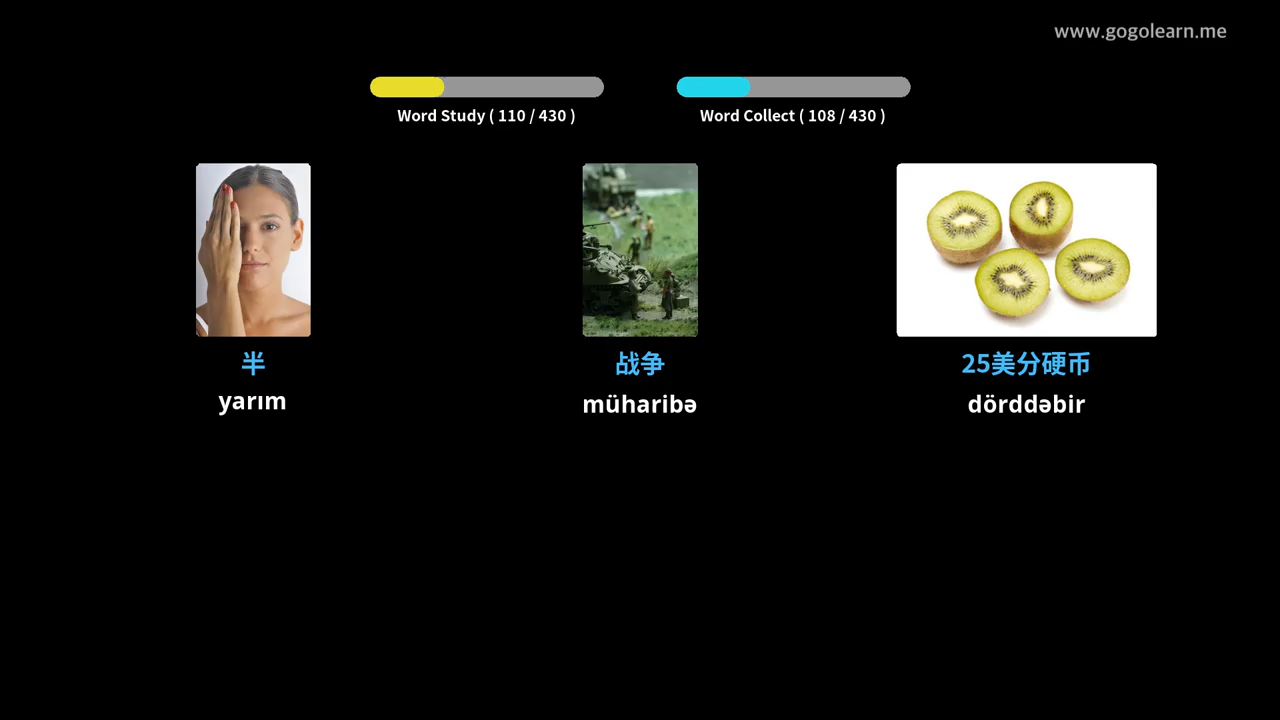 www.gogolearn.me
Word Study ( 110 / 430 )
Word Collect ( 108 / 430 )
半
yarım
战争
müharibə
25美分硬币
dörddəbir